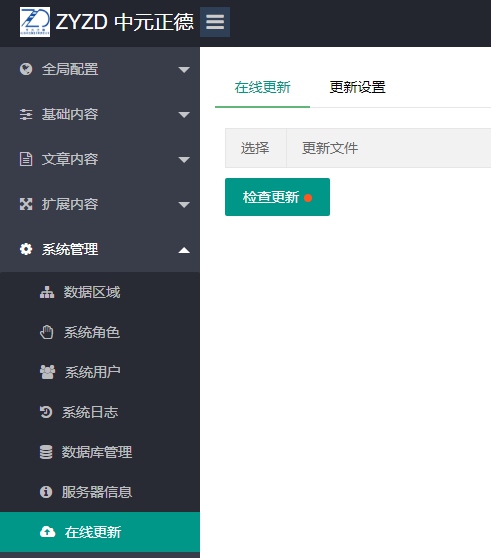 ZYZD 中元正德
全局配置
基础内容
文章内容
扩展内容
系统管理
数据区域
系统角色
系统用户
系统日志
数据库管理
服务器信息
在线更新
在线更新 更新设置
选择 更新文件
检查更新